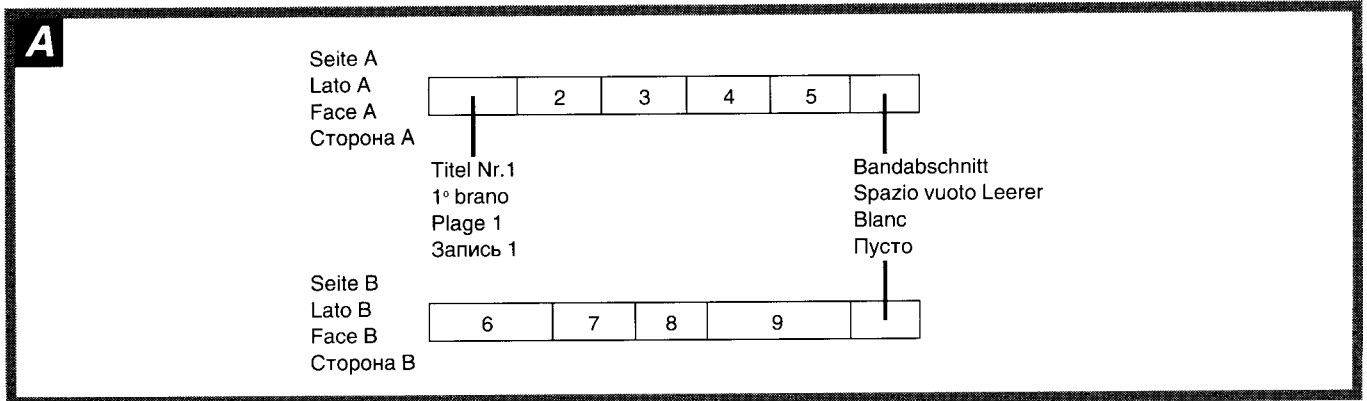 A
Seite A
Lato A
Face A
Сторона A
2 3 4 5
Titel Nr.1
1° brano
Plage 1
Запись 1
Bandabschnitt
Spazio vuoto Leerer
Blanc
Пусто
Seite B
Lato B
Face B
Сторона B
6 7 8 9